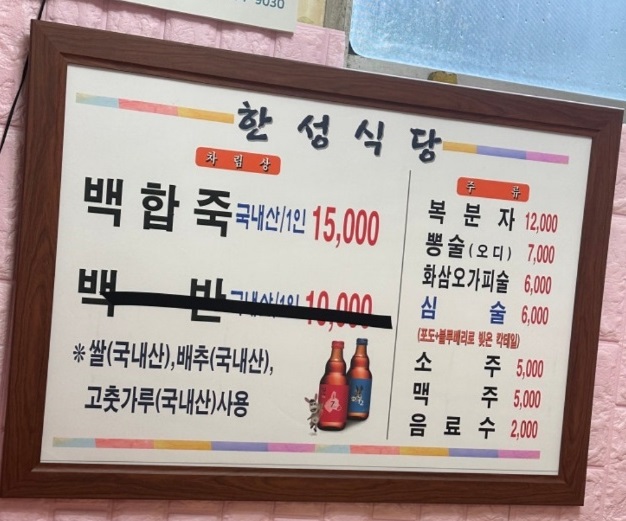 9030
한성식당
차림상
백합죽 국내산/1인 15,000
백반 국내산/1인 10,000
※쌀(국내산),배추(국내산),
고춧가루(국내산)사용
주류
복분자 12,000
뽕술(오디) 7,000
화삼오가피술 6,000
심술 6,000
(포도+블루베리로 빚은 칵테일)
소주 5,000
맥주 5,000
음료수 2,000